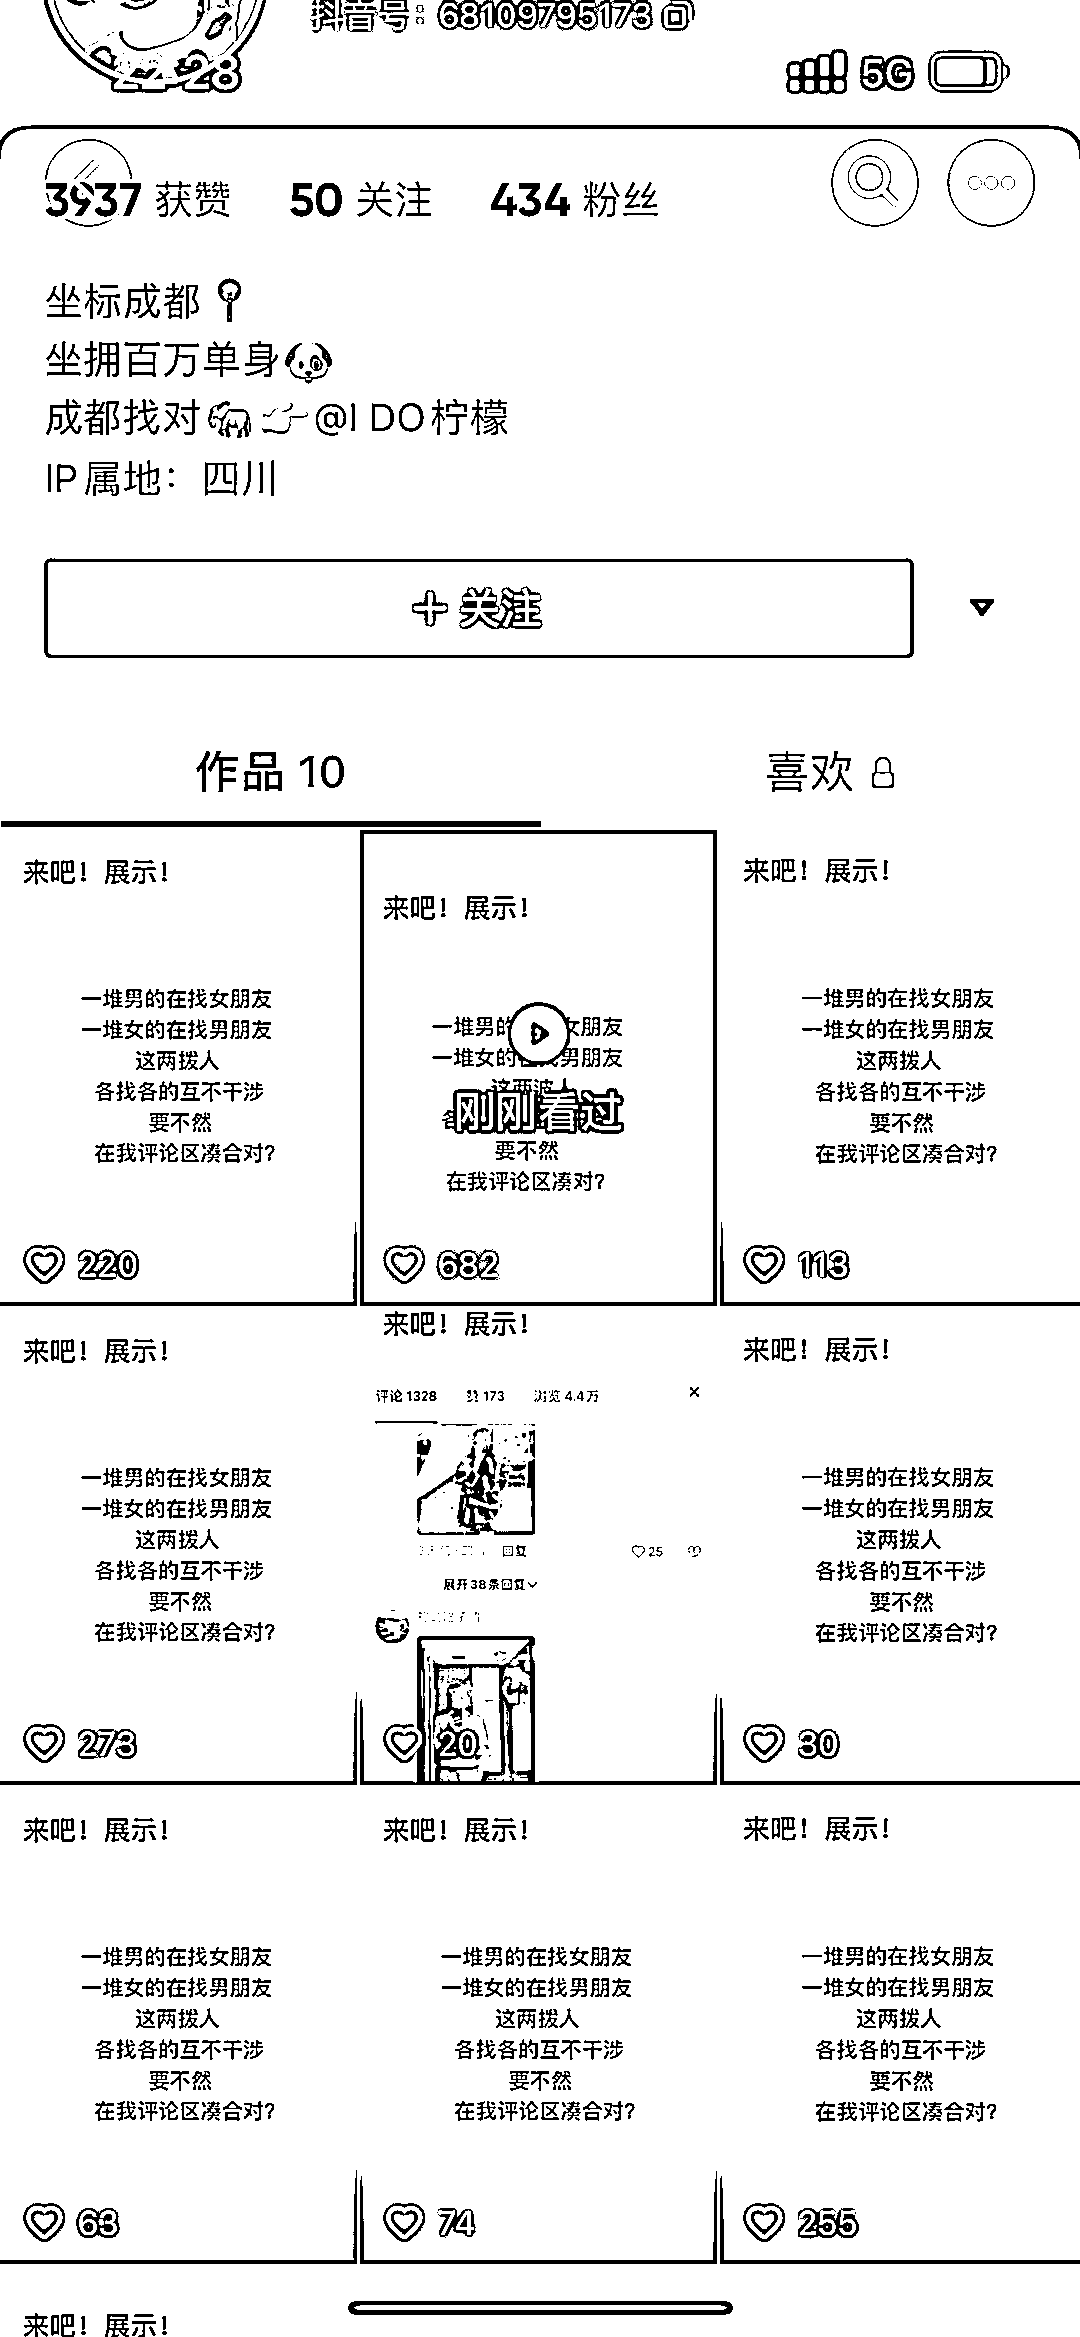 抖音号：68109795173
22:28
5G
3937 获赞 50 关注 434 粉丝
坐标成都
坐拥百万单身
成都找对 @I DO柠檬
IP属地：四川
+ 关注
作品 10 喜欢
来吧！展示！
一堆男的在找女朋友
一堆女的在找男朋友
这两拨人
各找各的互不干涉
要不然
在我评论区凑合对？
220
来吧！展示！
一堆男的 女朋友
一堆女的 男朋友
这两波人
刚刚看过
要不然
在我评论区凑对？
682
来吧！展示！
一堆男的在找女朋友
一堆女的在找男朋友
这两拨人
各找各的互不干涉
要不然
在我评论区凑合对？
113
来吧！展示！
一堆男的在找女朋友
一堆女的在找男朋友
这两拨人
各找各的互不干涉
要不然
在我评论区凑合对？
273
来吧！展示！
评论 1328 赞 173 浏览 4.4万
回复 25
展开38条回复
20
来吧！展示！
一堆男的在找女朋友
一堆女的在找男朋友
这两拨人
各找各的互不干涉
要不然
在我评论区凑合对？
30
来吧！展示！
一堆男的在找女朋友
一堆女的在找男朋友
这两拨人
各找各的互不干涉
要不然
在我评论区凑合对？
63
来吧！展示！
一堆男的在找女朋友
一堆女的在找男朋友
这两拨人
各找各的互不干涉
要不然
在我评论区凑合对？
74
来吧！展示！
一堆男的在找女朋友
一堆女的在找男朋友
这两拨人
各找各的互不干涉
要不然
在我评论区凑合对？
255
来吧！展示！